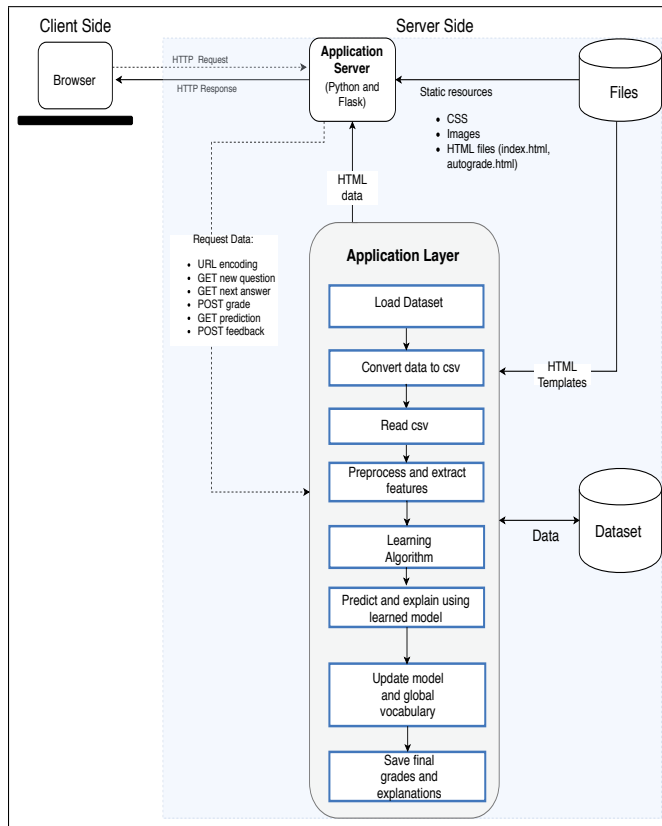 Client Side
Server Side
Browser
HTTP Request
HTTP Response
Application
Server
(Python and
Flask)
Static resources
• CSS
• Images
• HTML files (index.html,
autograde.html)
Files
HTML
data
Request Data:
• URL encoding
• GET new question
• GET next answer
• POST grade
• GET prediction
• POST feedback
Application Layer
Load Dataset
Convert data to csv
Read csv
Preprocess and extract
features
Learning
Algorithm
Predict and explain using
learned model
Update model
and global
vocabulary
Save final
grades and
explanations
HTML
Templates
Data
Dataset